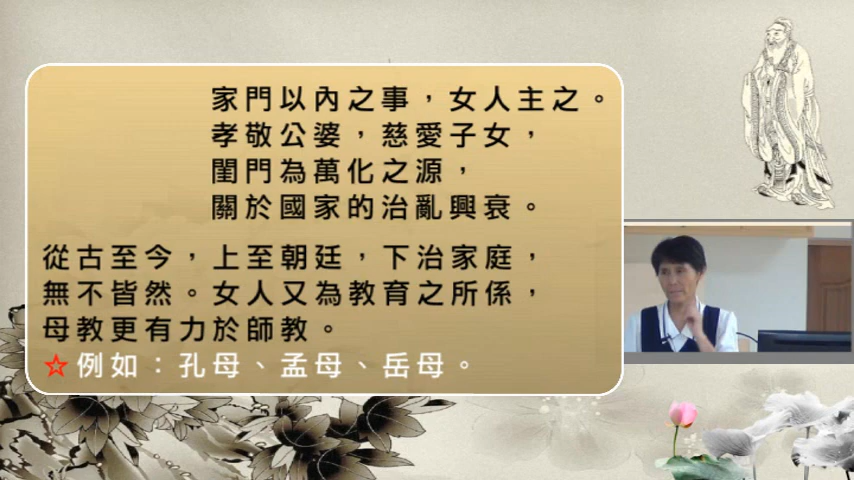 家門以內之事，女人主之。
孝敬公婆，慈愛子女，
閨門為萬化之源，
關於國家的治亂興衰。
從古至今，上至朝廷，下治家庭，
無不皆然。女人又為教育之所係，
母教更有力於師教。
☆例如：孔母、孟母、岳母。